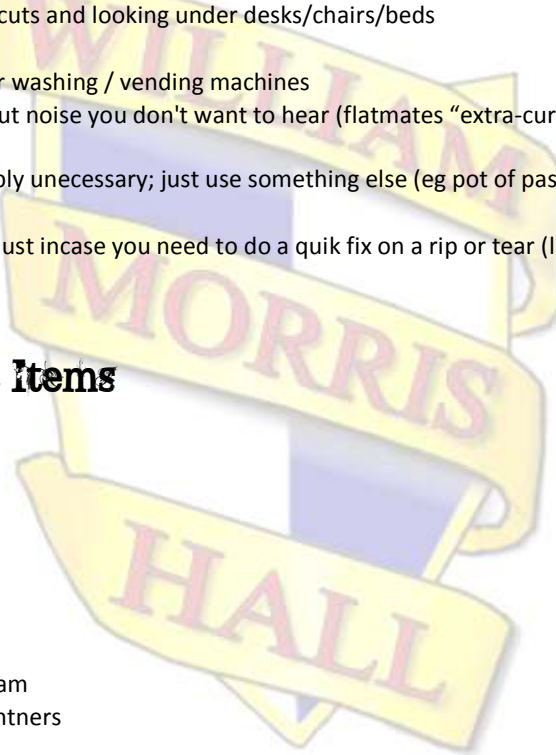 cuts and looking under desks/chairs/beds
r washing / vending machines
ut noise you don't want to hear (flatmates “extra-cur
bly unecessary; just use something else (eg pot of pas
ust incase you need to do a quik fix on a rip or tear (l
Items
am
ntners
WILLIAM
MORRIS
HALL